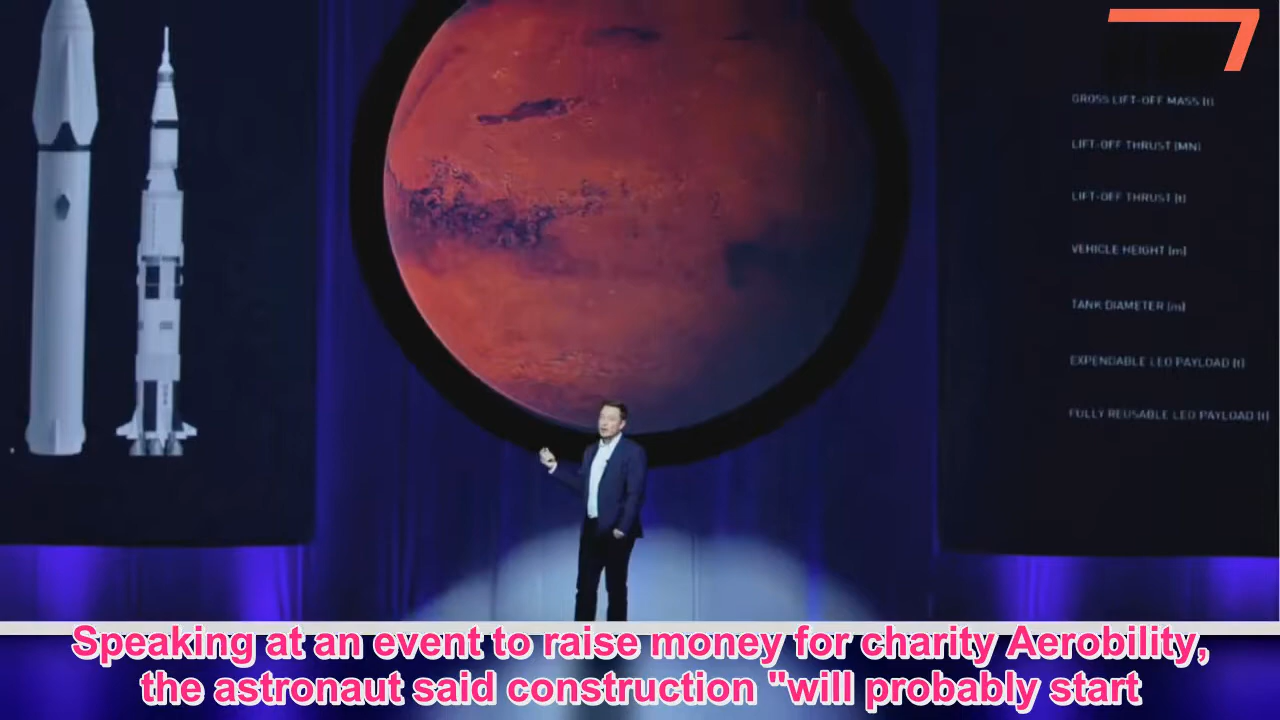 GROSS LIFT-OFF MASS [t]
LIFT-OFF THRUST [MN]
LIFT-OFF THRUST [t]
VEHICLE HEIGHT [m]
TANK DIAMETER [m]
EXPENDABLE LEO PAYLOAD [t]
FULLY REUSABLE LEO PAYLOAD [t]
Speaking at an event to raise money for charity Aerobility,
the astronaut said construction "will probably start